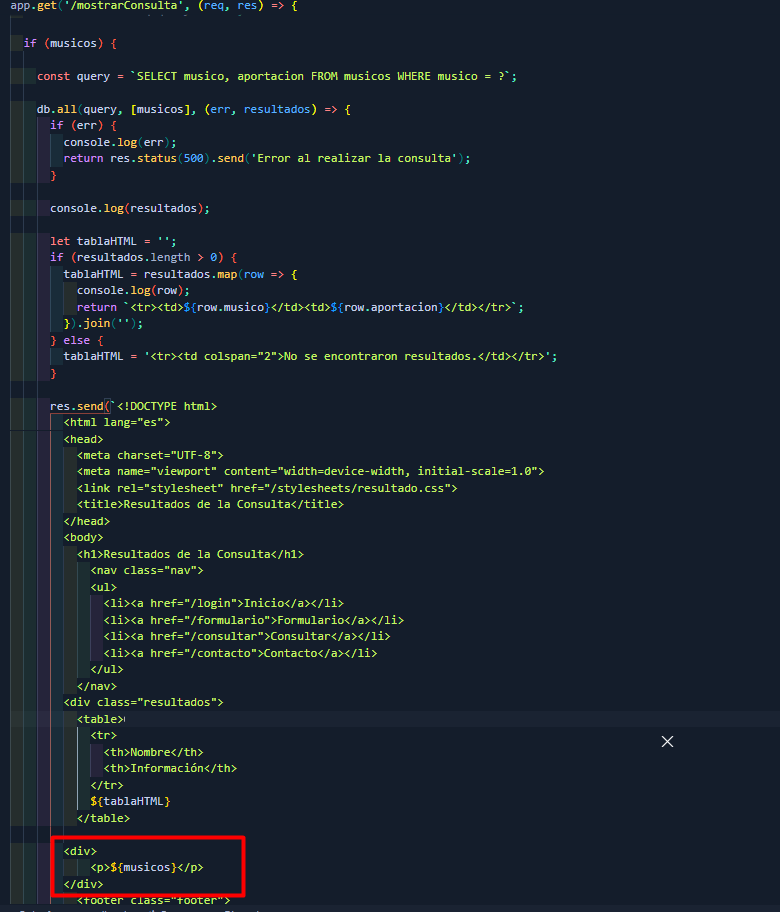 app.get('/mostrarConsulta', (req, res) => {
if (musicos) {
const query = `SELECT musico, aportacion FROM musicos WHERE musico = ?`;
db.all(query, [musicos], (err, resultados) => {
if (err) {
console.log(err);
return res.status(500).send('Error al realizar la consulta');
}
console.log(resultados);
let tablaHTML = '';
if (resultados.length > 0) {
tablaHTML = resultados.map(row => {
console.log(row);
return `<tr><td>${row.musico}</td><td>${row.aportacion}</td></tr>`;
}).join('');
} else {
tablaHTML = '<tr><td colspan="2">No se encontraron resultados.</td></tr>';
}
res.send(`<!DOCTYPE html>
<html lang="es">
<head>
<meta charset="UTF-8">
<meta name="viewport" content="width=device-width, initial-scale=1.0">
<link rel="stylesheet" href="/stylesheets/resultado.css">
<title>Resultados de la Consulta</title>
</head>
<body>
<h1>Resultados de la Consulta</h1>
<nav class="nav">
<ul>
<li><a href="/login">Inicio</a></li>
<li><a href="/formulario">Formulario</a></li>
<li><a href="/consultar">Consultar</a></li>
<li><a href="/contacto">Contacto</a></li>
</ul>
</nav>
<div class="resultados">
<table>
<tr>
<th>Nombre</th>
<th>Información</th>
</tr>
${tablaHTML}
</table>
<div>
<p>${musicos}</p>
</div>
<footer class="footer">